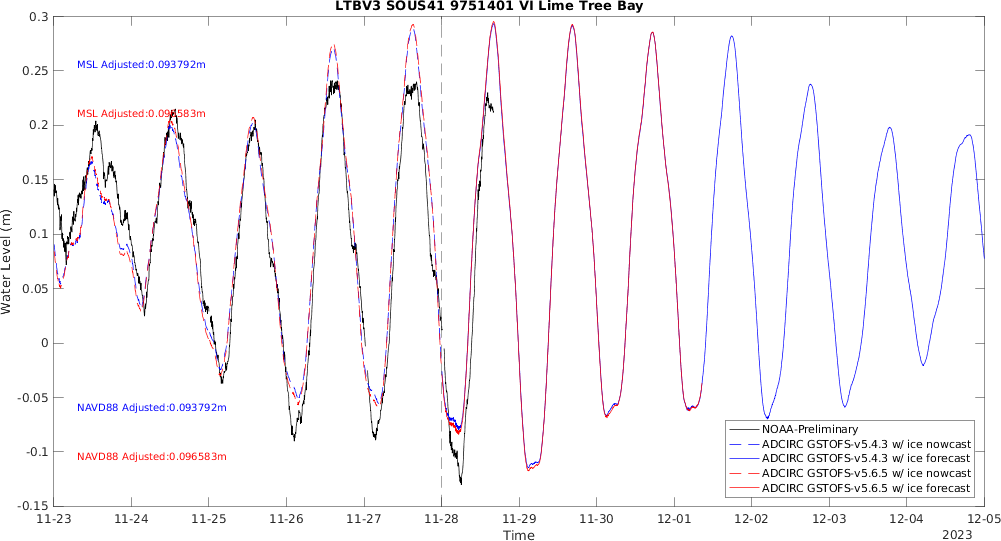 LTBV3 SOUS41 9751401 VI Lime Tree Bay
Water Level (m)
0.3
0.25
0.2
0.15
0.1
0.05
0
-0.05
-0.1
-0.15
MSL Adjusted:0.093792m
MSL Adjusted:0.096583m
NAVD88 Adjusted:0.093792m
NAVD88 Adjusted:0.096583m
NOAA-Preliminary
ADCIRC GSTOFS-v5.4.3 w/ ice nowcast
ADCIRC GSTOFS-v5.4.3 w/ ice forecast
ADCIRC GSTOFS-v5.6.5 w/ ice nowcast
ADCIRC GSTOFS-v5.6.5 w/ ice forecast
11-23 11-24 11-25 11-26 11-27 11-28 11-29 11-30 12-01 12-02 12-03 12-04 12-05
Time
2023